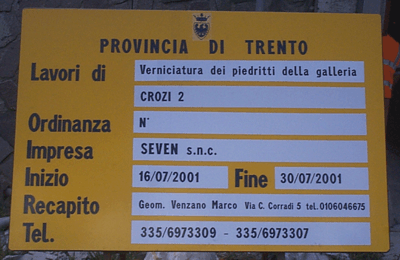 PROVINCIA DI TRENTO
Lavori di Verniciatura dei piedritti della galleria
CROZI 2
Ordinanza N°
Impresa SEVEN s.n.c.
Inizio 16/07/2001 Fine 30/07/2001
Recapito Geom. Venzano Marco Via C. Corradi 5 tel. 0106046675
Tel. 335/6973309 - 335/6973307